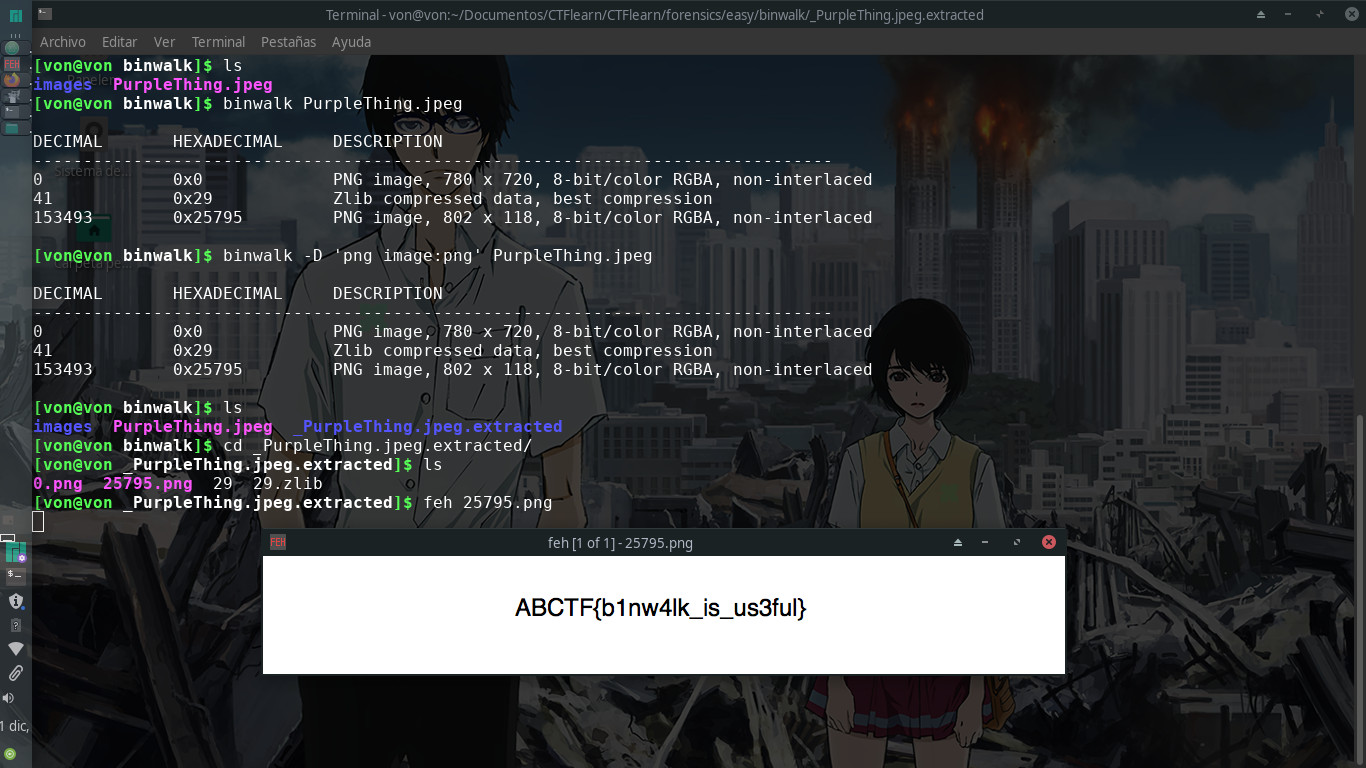 Terminal - von@von:~/Documentos/CTFlearn/CTFlearn/forensics/easy/binwalk/_PurpleThing.jpeg.extracted
Archivo Editar Ver Terminal Pestañas Ayuda
[von@von binwalk]$ ls
images PurpleThing.jpeg
[von@von binwalk]$ binwalk PurpleThing.jpeg
DECIMAL HEXADECIMAL DESCRIPTION
--------------------------------------------------------------------------------
0 0x0 PNG image, 780 x 720, 8-bit/color RGBA, non-interlaced
41 0x29 Zlib compressed data, best compression
153493 0x25795 PNG image, 802 x 118, 8-bit/color RGBA, non-interlaced
[von@von binwalk]$ binwalk -D 'png image:png' PurpleThing.jpeg
DECIMAL HEXADECIMAL DESCRIPTION
--------------------------------------------------------------------------------
0 0x0 PNG image, 780 x 720, 8-bit/color RGBA, non-interlaced
41 0x29 Zlib compressed data, best compression
153493 0x25795 PNG image, 802 x 118, 8-bit/color RGBA, non-interlaced
[von@von binwalk]$ ls
images PurpleThing.jpeg _PurpleThing.jpeg.extracted
[von@von binwalk]$ cd _PurpleThing.jpeg.extracted/
[von@von _PurpleThing.jpeg.extracted]$ ls
0.png 25795.png 29 29.zlib
[von@von _PurpleThing.jpeg.extracted]$ feh 25795.png
FEH feh [1 of 1] - 25795.png
ABCTF{b1nw4lk_is_us3ful}
Sistema de...
Carpeta pe...
FEH
1 dic,